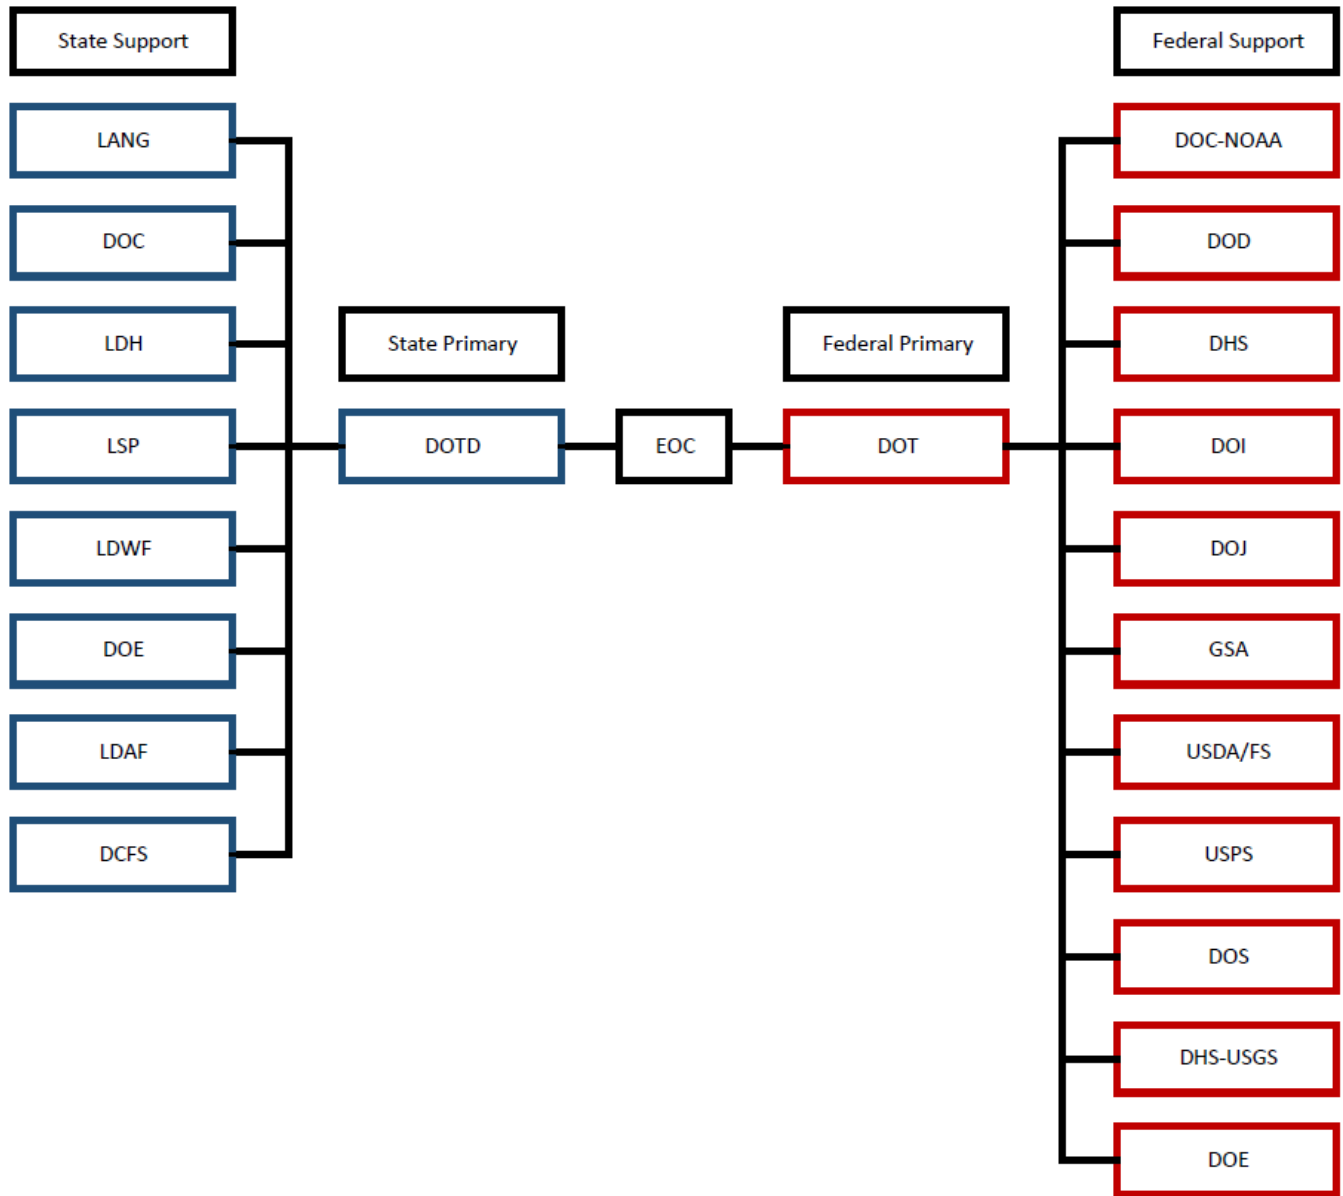 State Support
Federal Support
LANG
DOC-NOAA
DOC
DOD
LDH
State Primary
Federal Primary
DHS
LSP
DOTD
EOC
DOT
DOI
LDWF
DOJ
DOE
GSA
LDAF
USDA/FS
DCFS
USPS
DOS
DHS-USGS
DOE